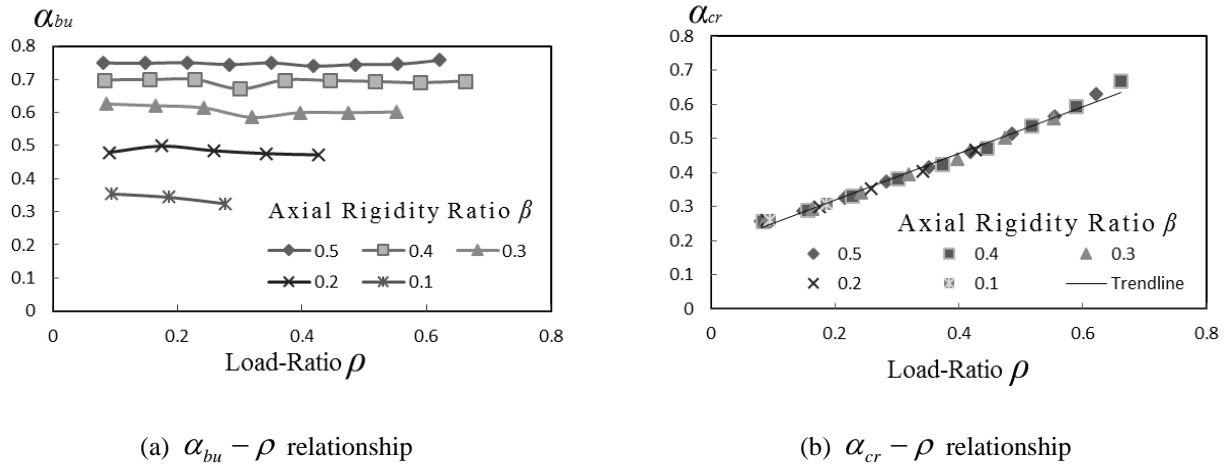 αbu
0.8
0.7
0.6
0.5
0.4
0.3
0.2
0.1
0
Axial Rigidity Ratio β
0.5 0.4 0.3
0.2 0.1
0 0.2 0.4 0.6 0.8
Load-Ratio ρ
(a) αbu − ρ relationship
αcr
0.8
0.7
0.6
0.5
0.4
0.3
0.2
0.1
0
Axial Rigidity Ratio β
0.5 0.4 0.3
0.2 0.1 Trendline
0 0.2 0.4 0.6 0.8
Load-Ratio ρ
(b) αcr − ρ relationship